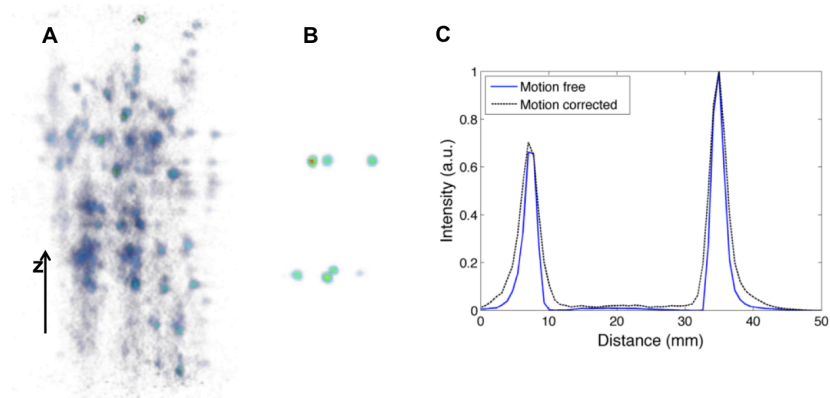 A
B
C
z
Motion free
Motion corrected
Intensity (a.u.)
1
0.8
0.6
0.4
0.2
0
0 10 20 30 40 50
Distance (mm)